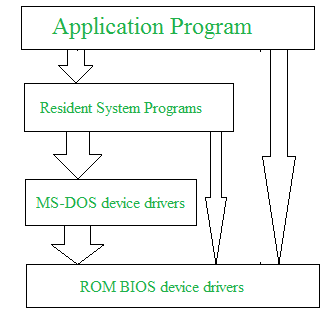 Application Program
Resident System Programs
MS-DOS device drivers
ROM BIOS device drivers